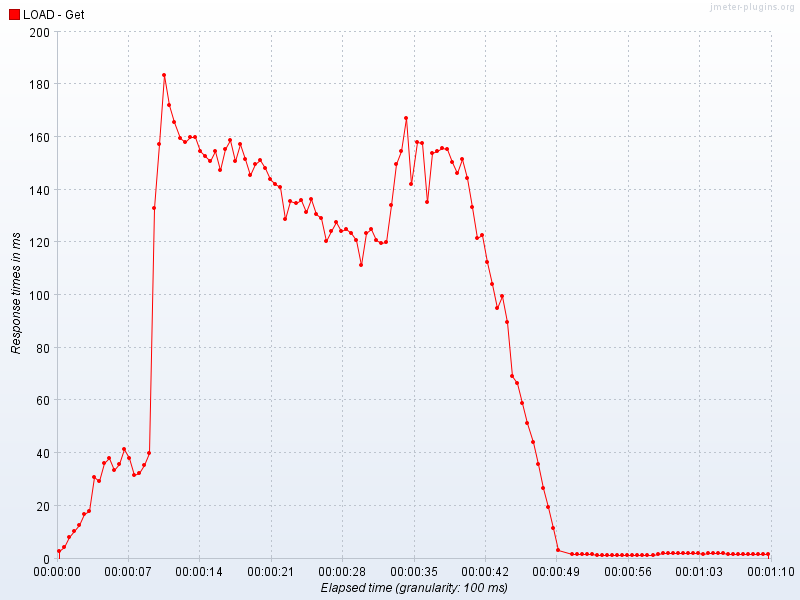 LOAD - Get
jmeter-plugins.org
200
180
160
140
120
100
80
60
40
20
0
Response times in ms
00:00:00 00:00:07 00:00:14 00:00:21 00:00:28 00:00:35 00:00:42 00:00:49 00:00:56 00:01:03 00:01:10
Elapsed time (granularity: 100 ms)